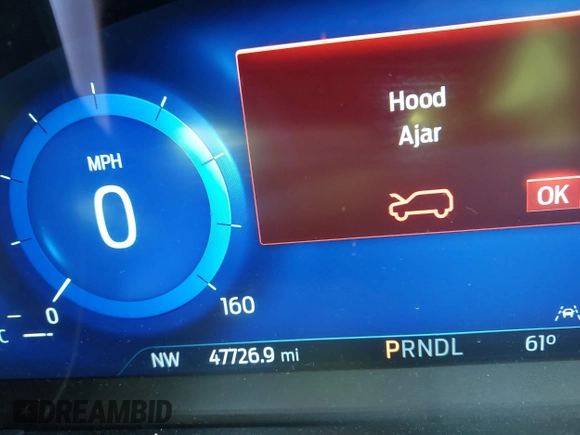 Hood
Ajar
OK
MPH
0
0
160
C
NW 47726.9 mi PRNDL 61°
DREAMBID